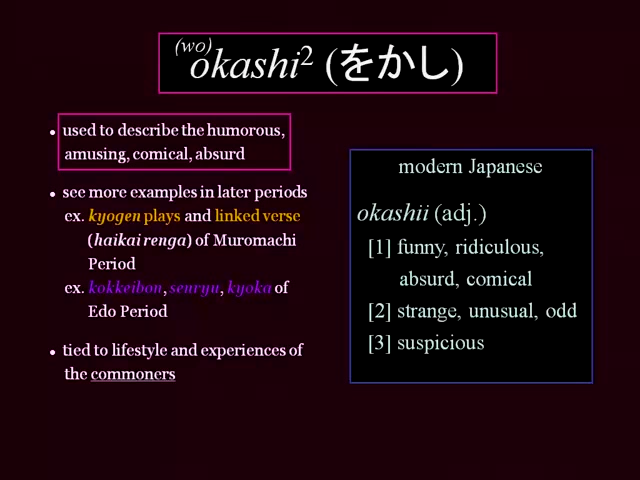 (wo)okashi² (をかし)
• used to describe the humorous,
amusing, comical, absurd
• see more examples in later periods
ex. kyogen plays and linked verse
(haikai renga) of Muromachi
Period
ex. kokkeibon, senryu, kyoka of
Edo Period
• tied to lifestyle and experiences of
the commoners
modern Japanese
okashii (adj.)
[1] funny, ridiculous,
absurd, comical
[2] strange, unusual, odd
[3] suspicious